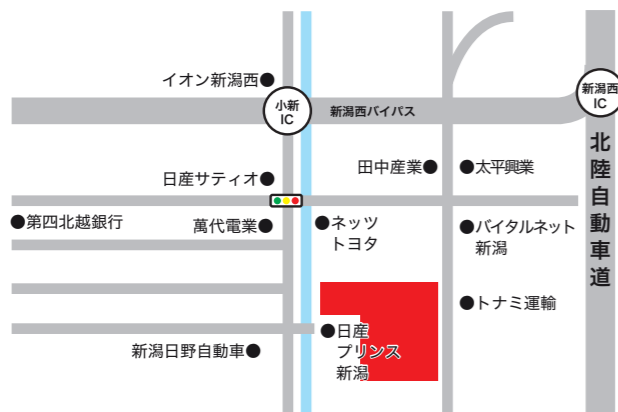 イオン新潟西
小新
IC
新潟西バイパス
新潟西
IC
北陸自動車道
田中産業
太平興業
日産サティオ
第四北越銀行
萬代電業
ネッツ
トヨタ
バイタルネット
新潟
トナミ運輸
日産
プリンス
新潟
新潟日野自動車